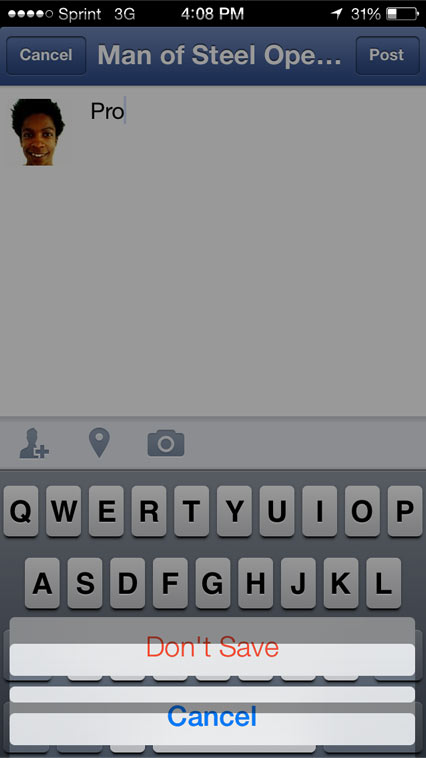 Sprint 3G 4:08 PM 31%
Cancel Man of Steel Ope... Post
Pro
Q W E R T Y U I O P
A S D F G H J K L
Don't Save
Cancel